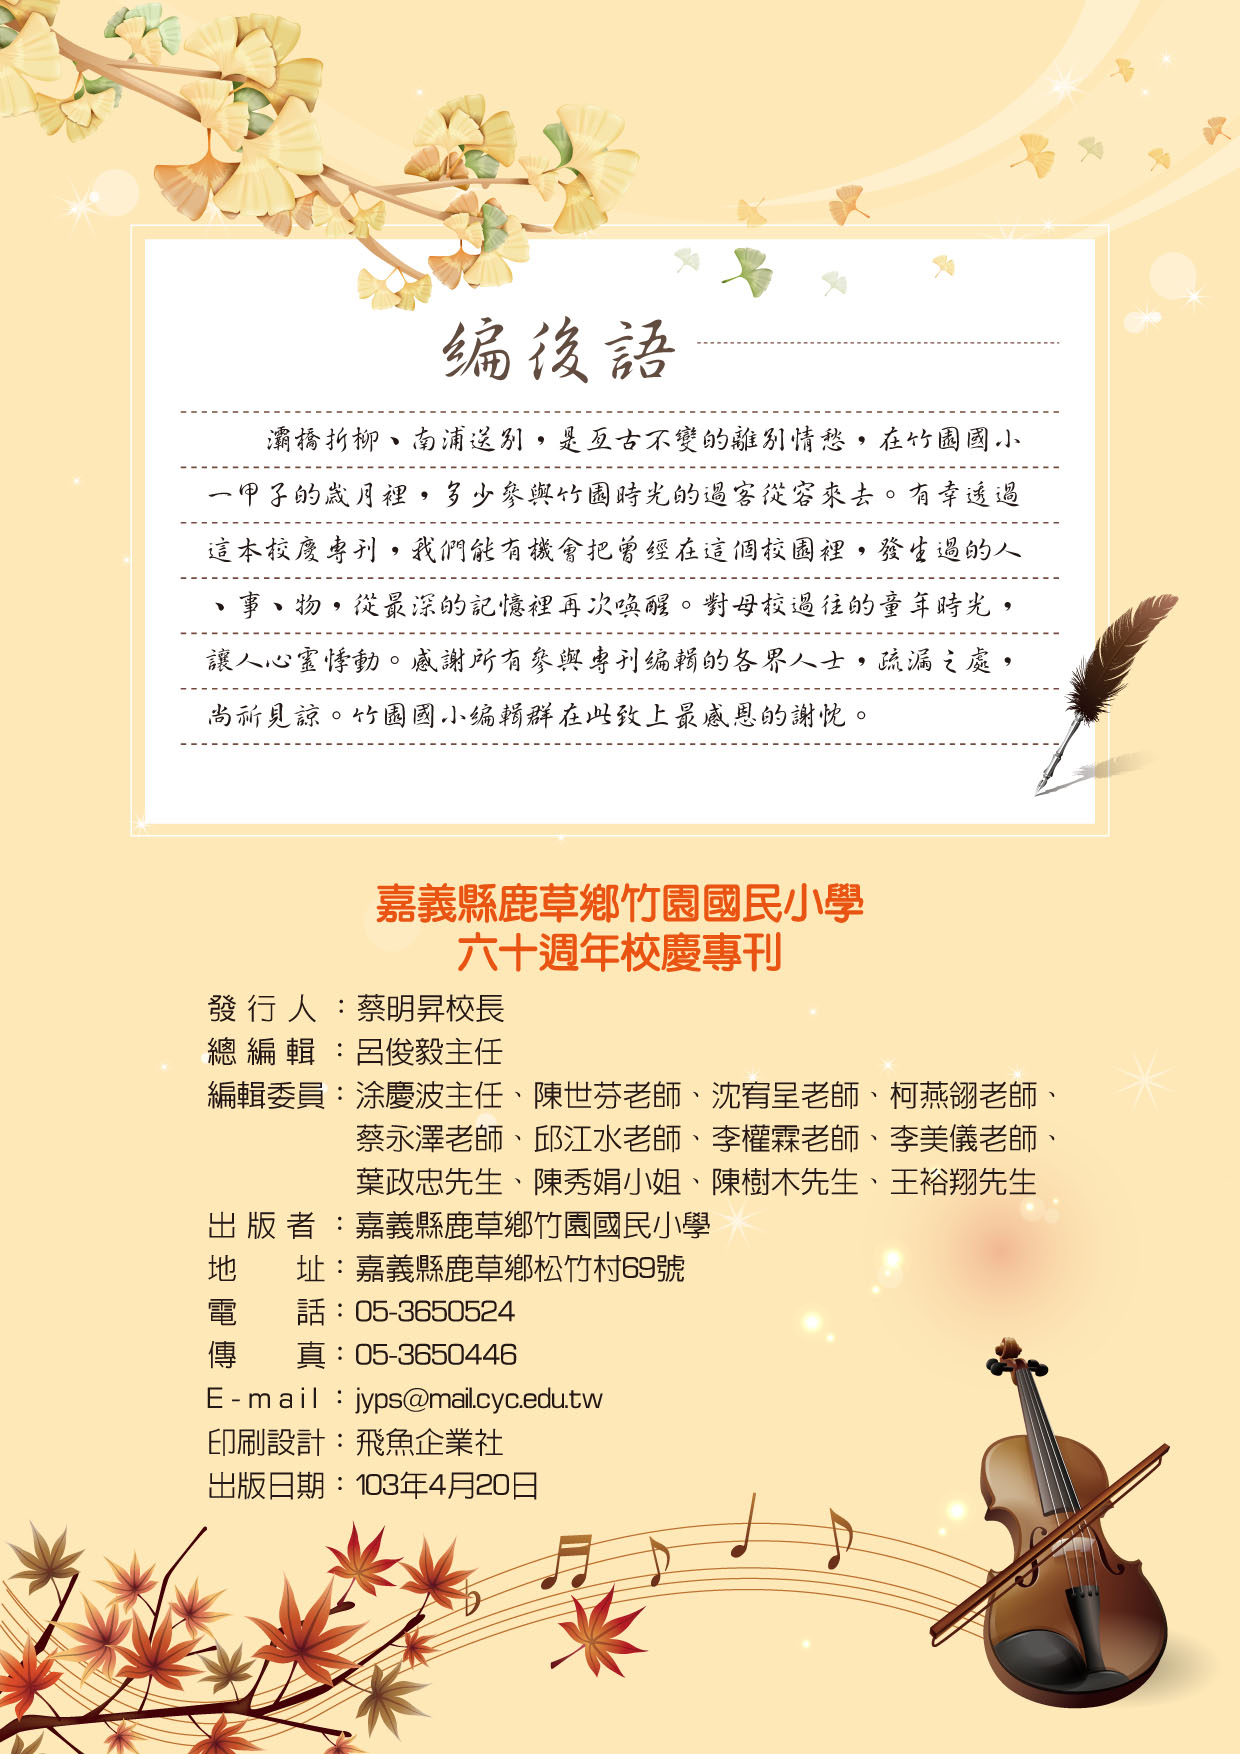 編後語
灞橋折柳、南浦送別，是亙古不變的離別情愁，在竹園國小
一甲子的歲月裡，多少參與竹園時光的過客從容來去。有幸透過
這本校慶專刊，我們能有機會把曾經在這個校園裡，發生過的人
、事、物，從最深的記憶裡再次喚醒。對母校過往的童年時光，
讓人心靈悸動。感謝所有參與專刊編輯的各界人士，疏漏之處，
尚祈見諒。竹園國小編輯群在此致上最感恩的謝忱。
嘉義縣鹿草鄉竹園國民小學
六十週年校慶專刊
發 行 人 ：蔡明昇校長
總 編 輯 ：呂俊毅主任
編輯委員：涂慶波主任、陳世芬老師、沈宥呈老師、柯燕翎老師、
蔡永澤老師、邱江水老師、李權霖老師、李美儀老師、
葉政忠先生、陳秀娟小姐、陳樹木先生、王裕翔先生
出 版 者 ：嘉義縣鹿草鄉竹園國民小學
地　　址：嘉義縣鹿草鄉松竹村69號
電　　話：05-3650524
傳　　真：05-3650446
E-mail：jyps@mail.cyc.edu.tw
印刷設計：飛魚企業社
出版日期：103年4月20日